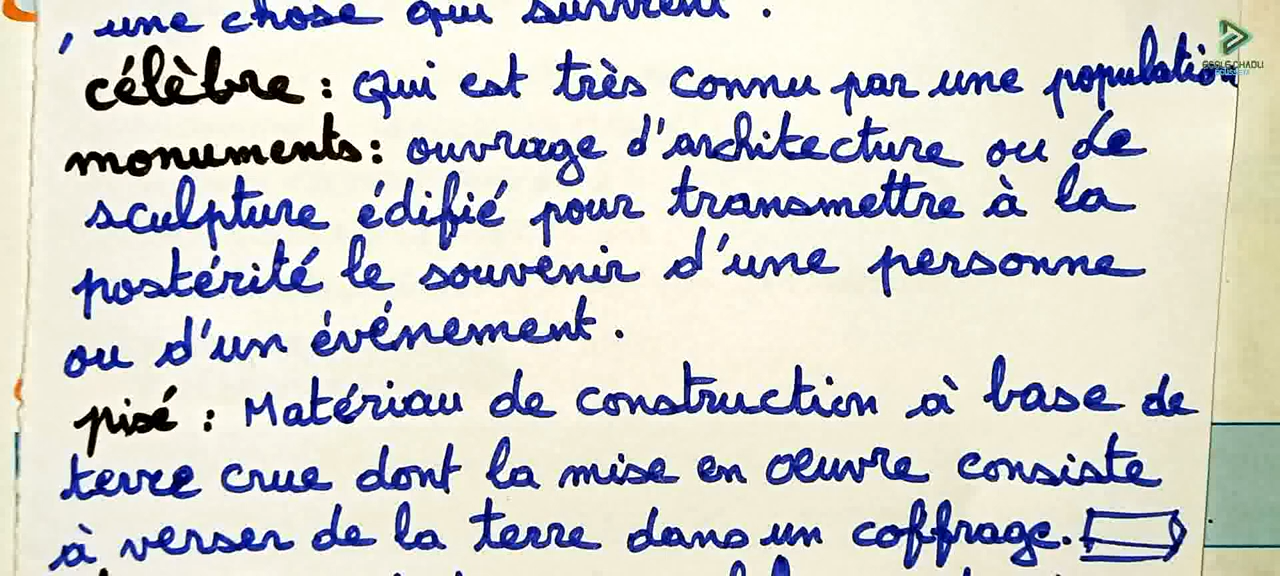 , une chose qui survient.
célèbre : Qui est très connu par une population
monuments : ouvrage d'architecture ou de
sculpture édifié pour transmettre à la
postérité le souvenir d'une personne
ou d'un événement.
pisé : Matériau de construction à base de
terre crue dont la mise en oeuvre consiste
à verser de la terre dans un coffrage.